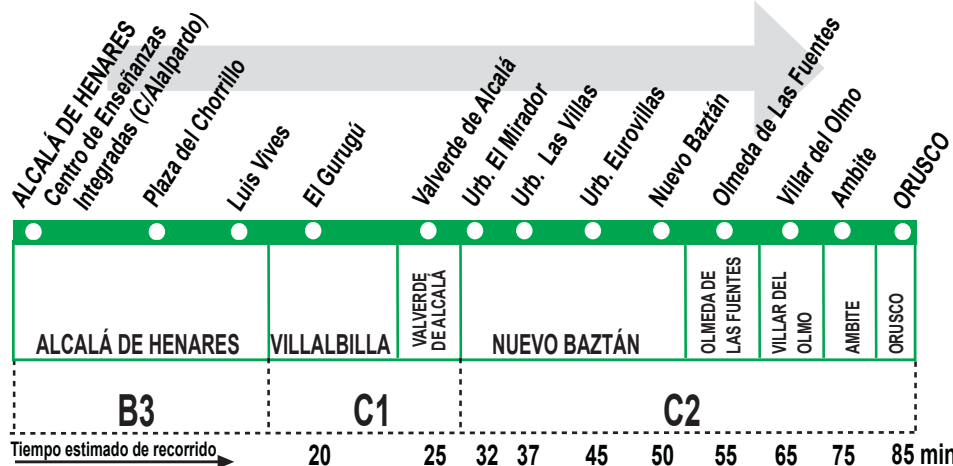 ALCALÁ DE HENARES
Centro de Enseñanzas
Integradas (C/Alalpardo)
Plaza del Chorrillo
Luis Vives
El Gurugú
Valverde de Alcalá
Urb. El Mirador
Urb. Las Villas
Urb. Eurovillas
Nuevo Baztán
Olmeda de Las Fuentes
Villar del Olmo
Ambite
ORUSCO
ALCALÁ DE HENARES
VILLALBILLA
VALVERDE
DE ALCALÁ
NUEVO BAZTÁN
OLMEDA DE
LAS FUENTES
VILLAR DEL
OLMO
AMBITE
ORUSCO
B3 C1 C2
Tiempo estimado de recorrido 20 25 32 37 45 50 55 65 75 85 min